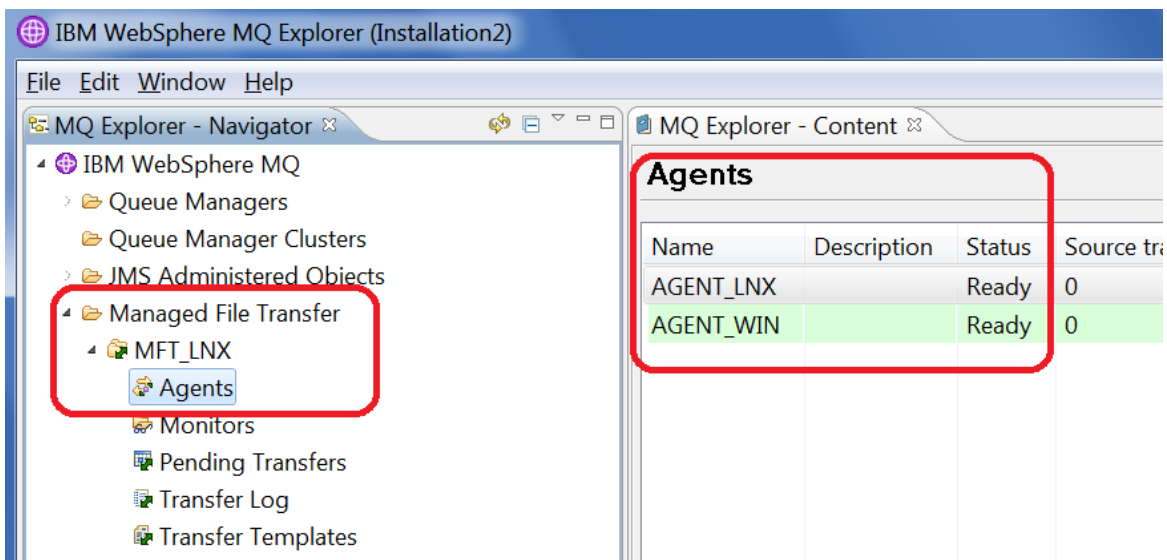 IBM WebSphere MQ Explorer (Installation2)
File Edit Window Help
MQ Explorer - Navigator
IBM WebSphere MQ
Queue Managers
Queue Manager Clusters
JMS Administered Objects
Managed File Transfer
MFT_LNX
Agents
Monitors
Pending Transfers
Transfer Log
Transfer Templates
MQ Explorer - Content
Agents
Name Description Status Source tra
AGENT_LNX Ready 0
AGENT_WIN Ready 0